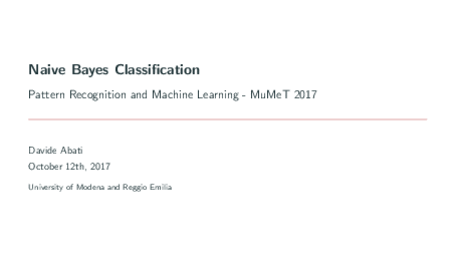 Naive Bayes Classification
Pattern Recognition and Machine Learning - MuMeT 2017
Davide Abati
October 12th, 2017
University of Modena and Reggio Emilia